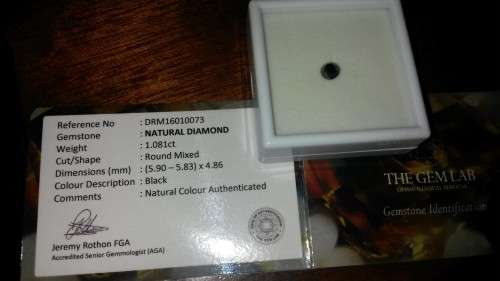 Reference No : DRM16010073
Gemstone : NATURAL DIAMOND
Weight : 1.081ct
Cut/Shape : Round Mixed
Dimensions (mm) : (5.90 – 5.83) x 4.86
Colour Description : Black
Comments : Natural Colour Authenticated
Jeremy Rothon FGA
Accredited Senior Gemmologist (AGA)
THE GEM LAB
Gemstone Identification